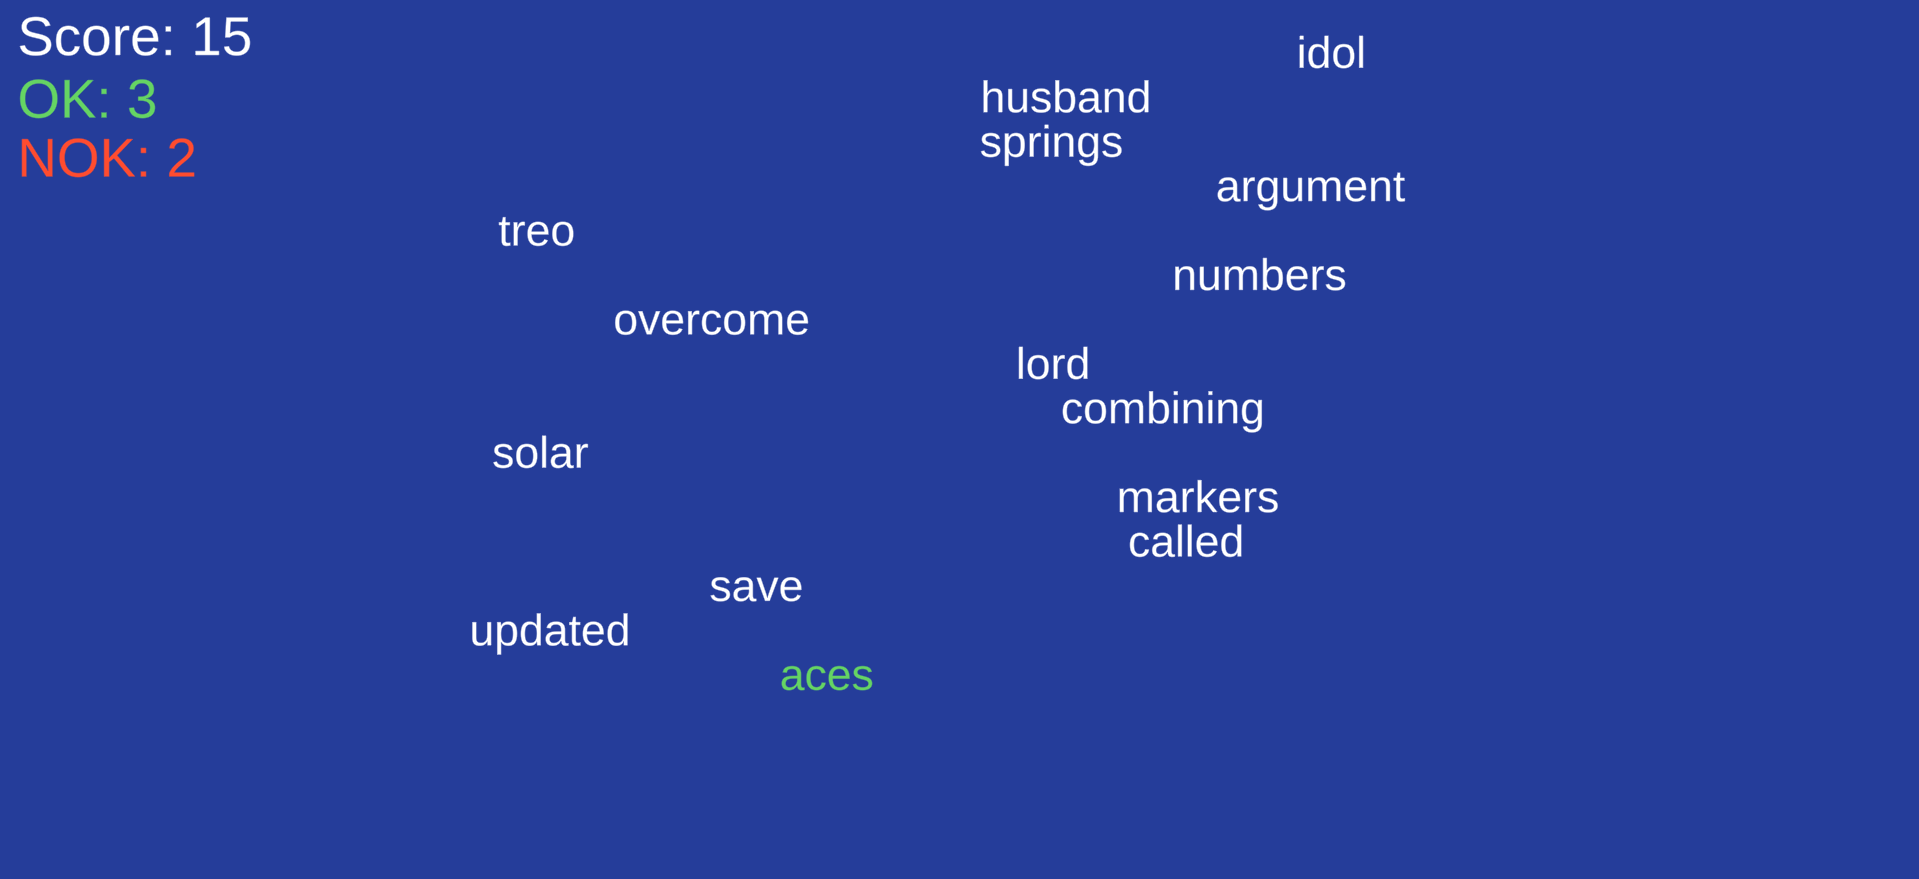 Score: 15
OK: 3
NOK: 2
idol
husband
springs
argument
treo
numbers
overcome
lord
combining
solar
markers
called
save
updated
aces